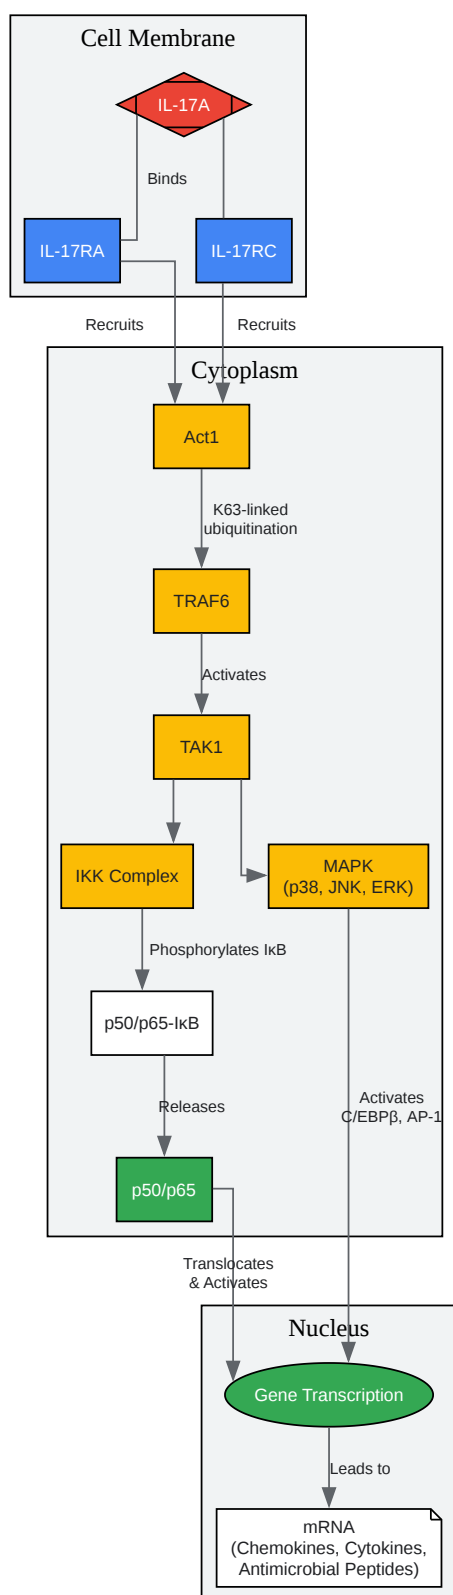 Cell Membrane
IL-17A
Binds
IL-17RA
IL-17RC
Recruits
Recruits
Cytoplasm
Act1
K63-linked
ubiquitination
TRAF6
Activates
TAK1
IKK Complex
MAPK
(p38, JNK, ERK)
Phosphorylates IκB
p50/p65-IκB
Activates
C/EBPβ, AP-1
Releases
p50/p65
Translocates
& Activates
Nucleus
Gene Transcription
Leads to
mRNA
(Chemokines, Cytokines,
Antimicrobial Peptides)